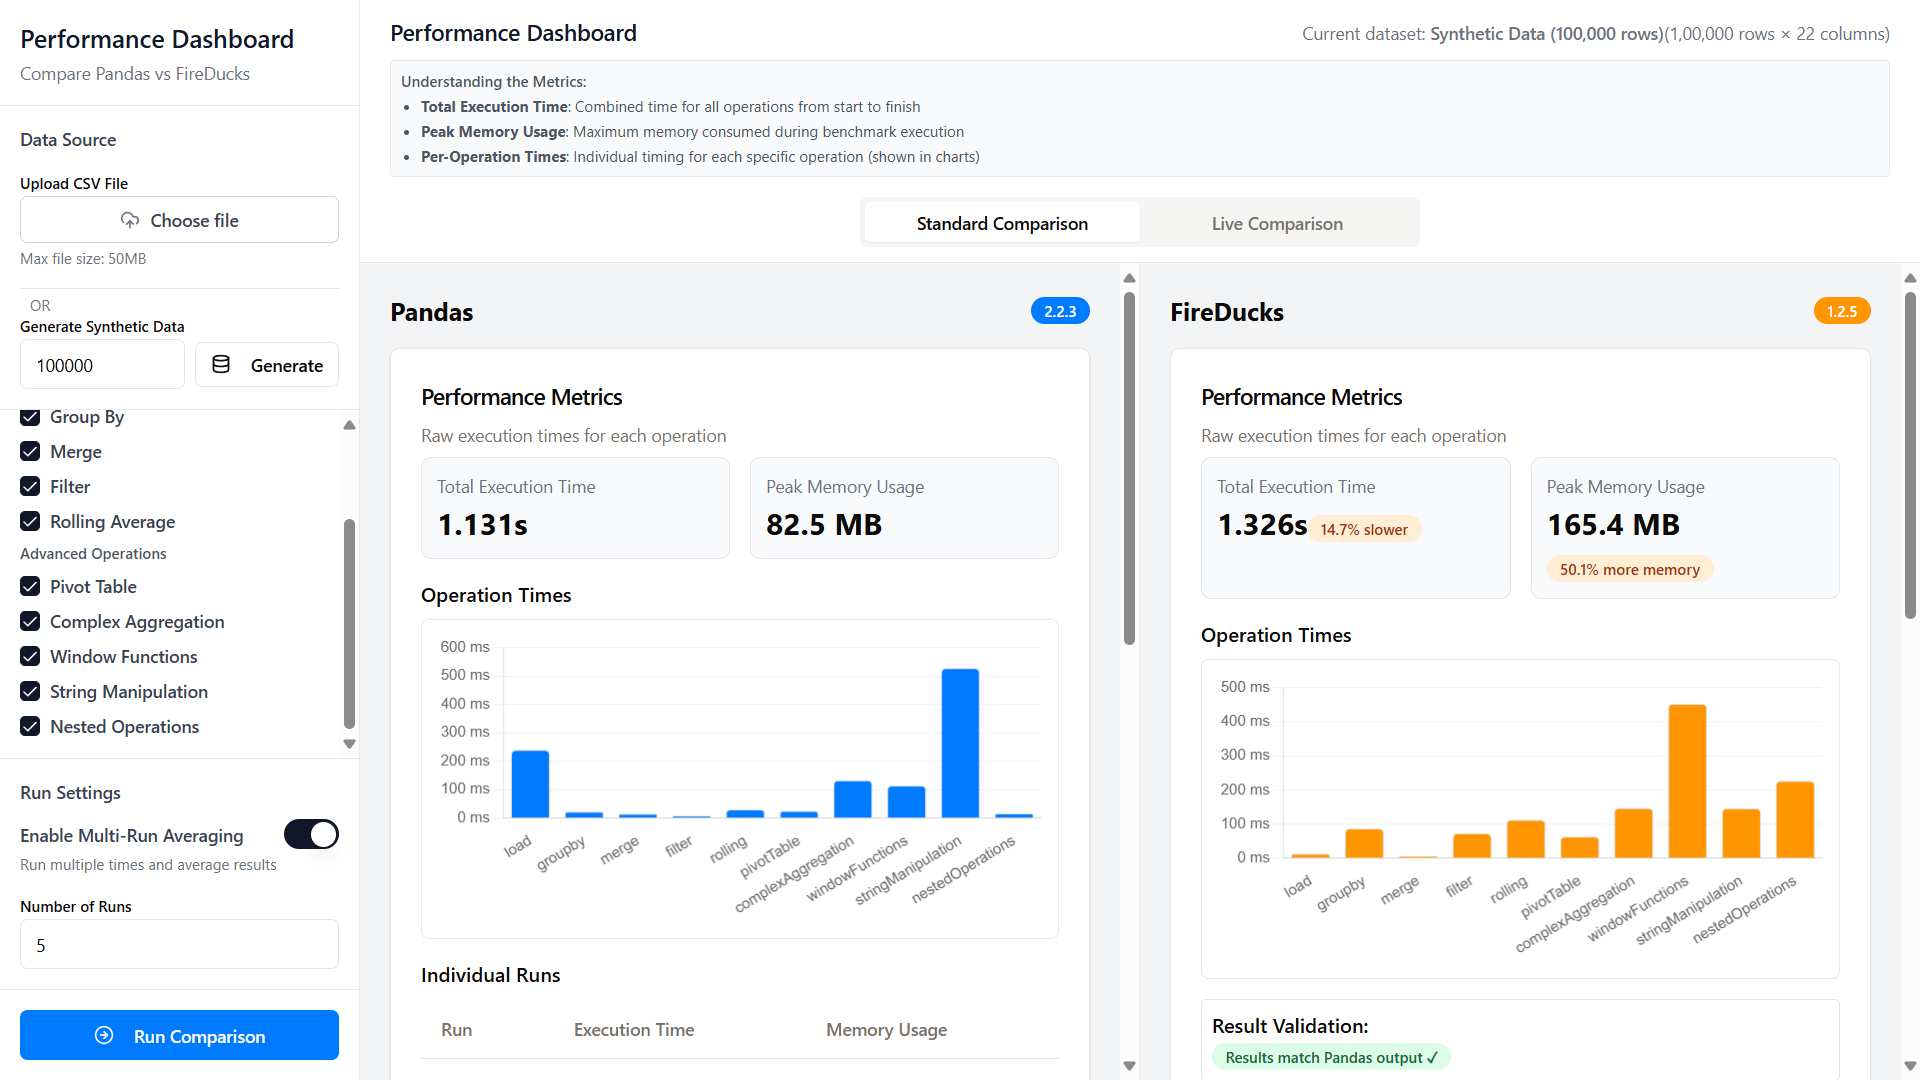 Performance Dashboard
Compare Pandas vs FireDucks
Data Source
Upload CSV File
Choose file
Max file size: 50MB
OR
Generate Synthetic Data
100000
Generate
Group By
Merge
Filter
Rolling Average
Advanced Operations
Pivot Table
Complex Aggregation
Window Functions
String Manipulation
Nested Operations
Run Settings
Enable Multi-Run Averaging
Run multiple times and average results
Number of Runs
5
Run Comparison
Performance Dashboard
Current dataset: Synthetic Data (100,000 rows)(1,00,000 rows × 22 columns)
Understanding the Metrics:
• Total Execution Time: Combined time for all operations from start to finish
• Peak Memory Usage: Maximum memory consumed during benchmark execution
• Per-Operation Times: Individual timing for each specific operation (shown in charts)
Standard Comparison
Live Comparison
Pandas
2.2.3
Performance Metrics
Raw execution times for each operation
Total Execution Time
1.131s
Peak Memory Usage
82.5 MB
Operation Times
600 ms
500 ms
400 ms
300 ms
200 ms
100 ms
0 ms
load
groupby
merge
filter
rolling
pivotTable
complexAggregation
windowFunctions
stringManipulation
nestedOperations
Individual Runs
Run Execution Time Memory Usage
FireDucks
1.2.5
Performance Metrics
Raw execution times for each operation
Total Execution Time
1.326s 14.7% slower
Peak Memory Usage
165.4 MB
50.1% more memory
Operation Times
500 ms
400 ms
300 ms
200 ms
100 ms
0 ms
load
groupby
merge
filter
rolling
pivotTable
complexAggregation
windowFunctions
stringManipulation
nestedOperations
Result Validation:
Results match Pandas output ✓